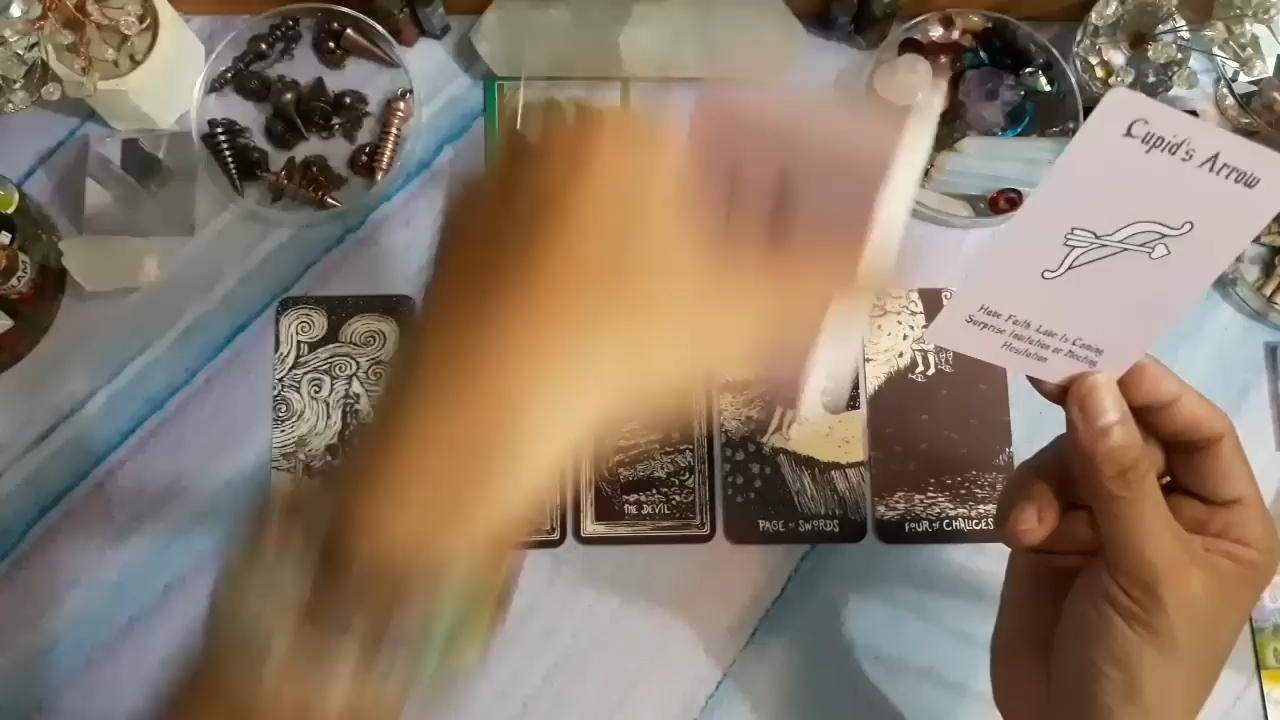 Cupid's Arrow
Have Faith Love Is Coming
Surprise Invitation or Meeting
Hesitation
THE DEVIL
PAGE OF SWORDS
FOUR OF CHALICES